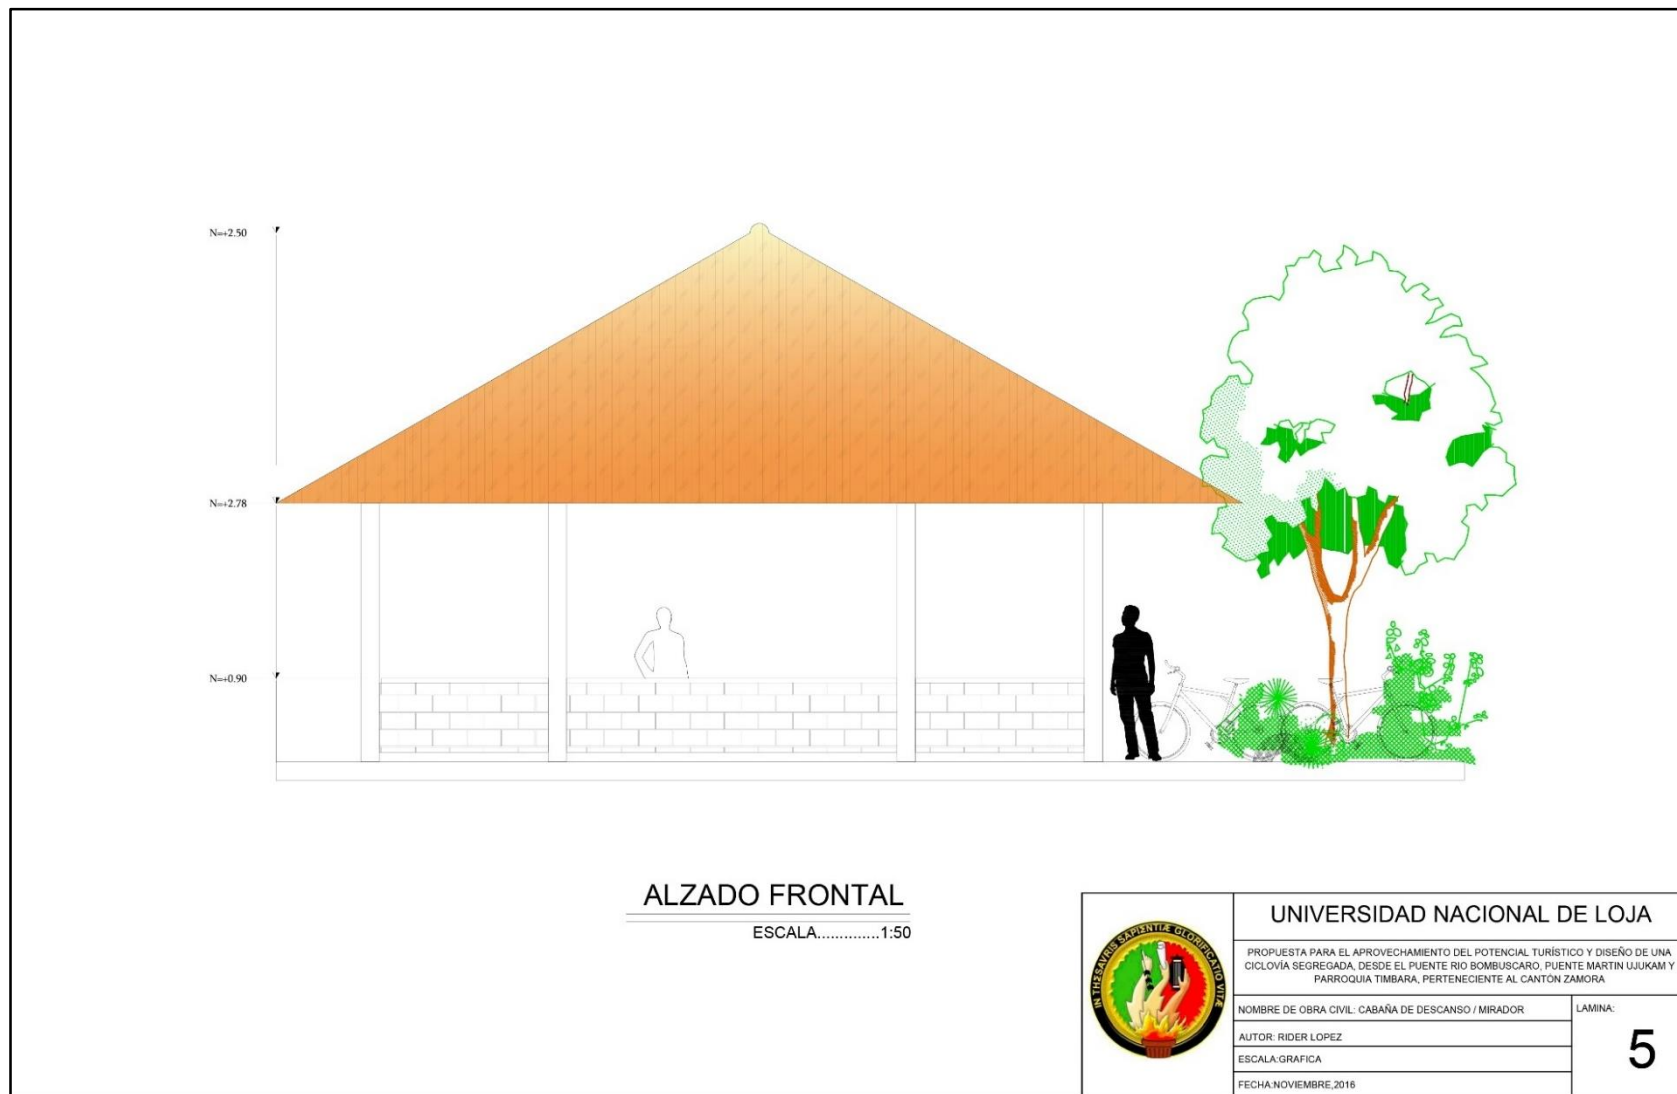 N=+2.50
N=+2.78
N=+0.90
ALZADO FRONTAL
ESCALA.............1:50
IN THESAVRIS SAPIENTIÆ GLORIFICATIO VITÆ
UNIVERSIDAD NACIONAL DE LOJA
PROPUESTA PARA EL APROVECHAMIENTO DEL POTENCIAL TURÍSTICO Y DISEÑO DE UNA
CICLOVÍA SEGREGADA, DESDE EL PUENTE RIO BOMBUSCARO, PUENTE MARTIN UJUKAM Y
PARROQUIA TIMBARA, PERTENECIENTE AL CANTÓN ZAMORA
NOMBRE DE OBRA CIVIL: CABAÑA DE DESCANSO / MIRADOR
LAMINA:
AUTOR: RIDER LOPEZ
5
ESCALA:GRAFICA
FECHA:NOVIEMBRE,2016